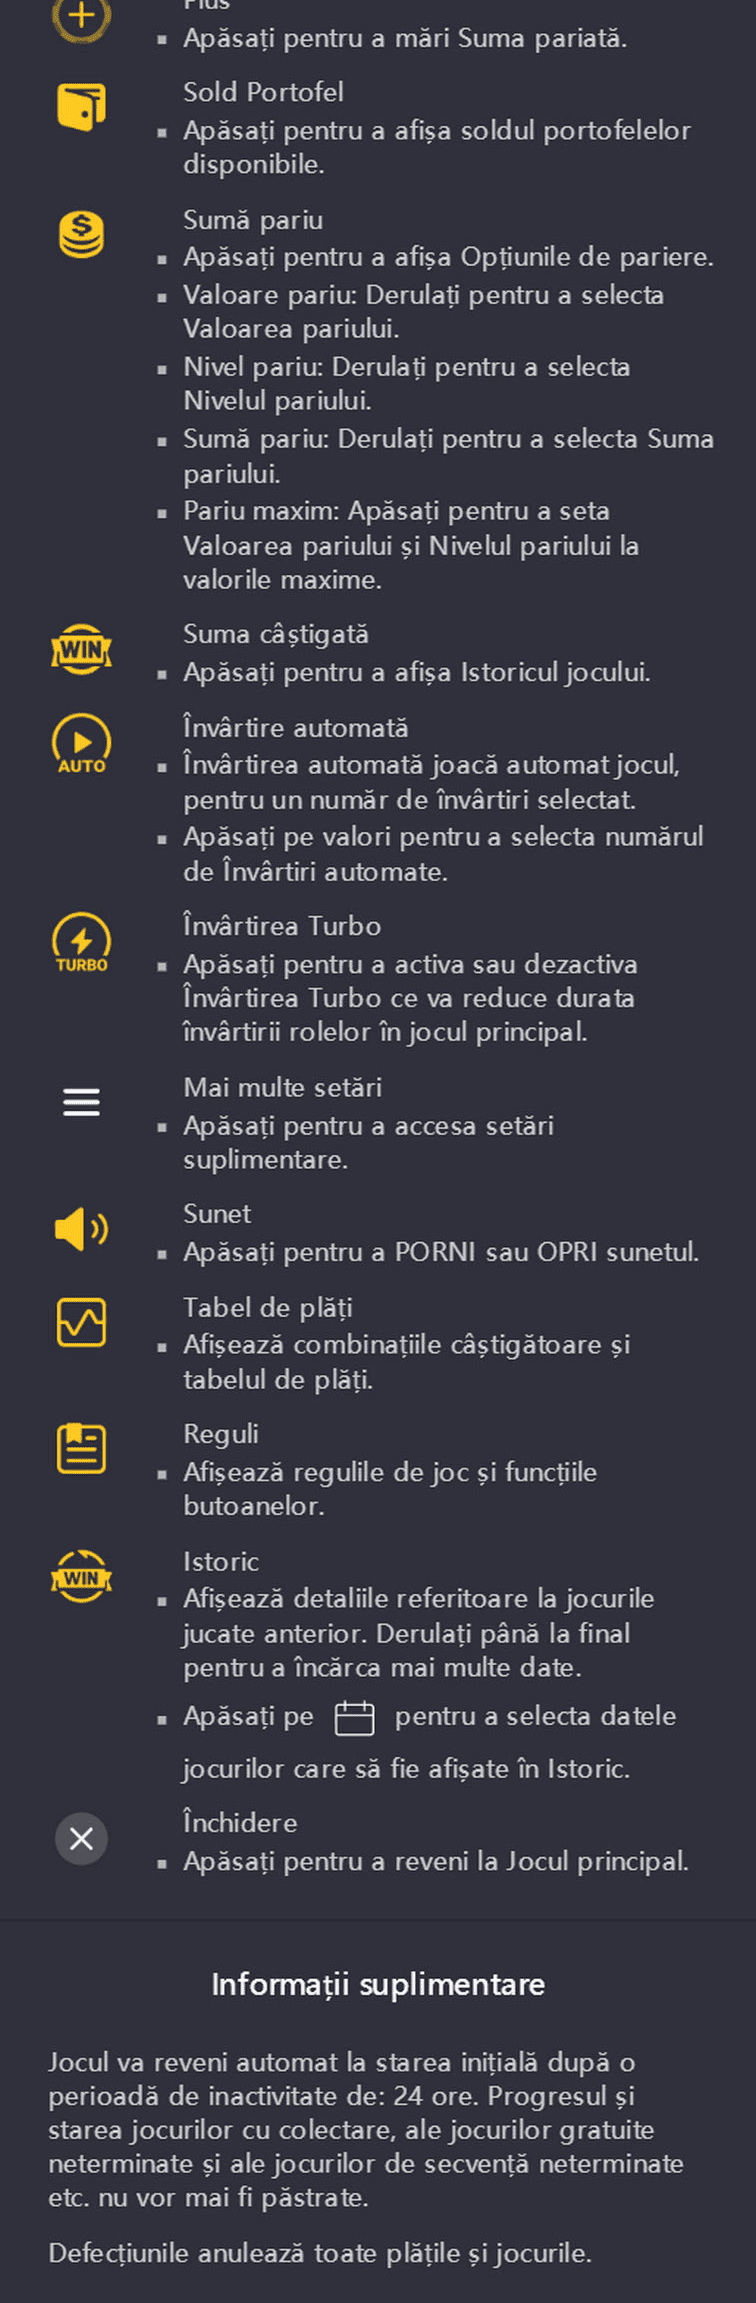 Plus
Apăsați pentru a mări Suma pariată.
Sold Portofel
Apăsați pentru a afișa soldul portofelelor
disponibile.
$
Sumă pariu
Apăsați pentru a afișa Opțiunile de pariere.
Valoare pariu: Derulați pentru a selecta
Valoarea pariului.
Nivel pariu: Derulați pentru a selecta
Nivelul pariului.
Sumă pariu: Derulați pentru a selecta Suma
pariului.
Pariu maxim: Apăsați pentru a seta
Valoarea pariului și Nivelul pariului la
valorile maxime.
WIN
Suma câștigată
Apăsați pentru a afișa Istoricul jocului.
AUTO
Învârtire automată
Învârtirea automată joacă automat jocul,
pentru un număr de învârtiri selectat.
Apăsați pe valori pentru a selecta numărul
de Învârtiri automate.
TURBO
Învârtirea Turbo
Apăsați pentru a activa sau dezactiva
Învârtirea Turbo ce va reduce durata
învârtirii rolelor în jocul principal.
Mai multe setări
Apăsați pentru a accesa setări
suplimentare.
Sunet
Apăsați pentru a PORNI sau OPRI sunetul.
Tabel de plăți
Afișează combinațiile câștigătoare și
tabelul de plăți.
Reguli
Afișează regulile de joc și funcțiile
butoanelor.
WIN
Istoric
Afișează detaliile referitoare la jocurile
jucate anterior. Derulați până la final
pentru a încărca mai multe date.
Apăsați pe pentru a selecta datele
jocurilor care să fie afișate în Istoric.
Închidere
Apăsați pentru a reveni la Jocul principal.
Informații suplimentare
Jocul va reveni automat la starea inițială după o
perioadă de inactivitate de: 24 ore. Progresul și
starea jocurilor cu colectare, ale jocurilor gratuite
neterminate și ale jocurilor de secvență neterminate
etc. nu vor mai fi păstrate.
Defecțiunile anulează toate plățile și jocurile.